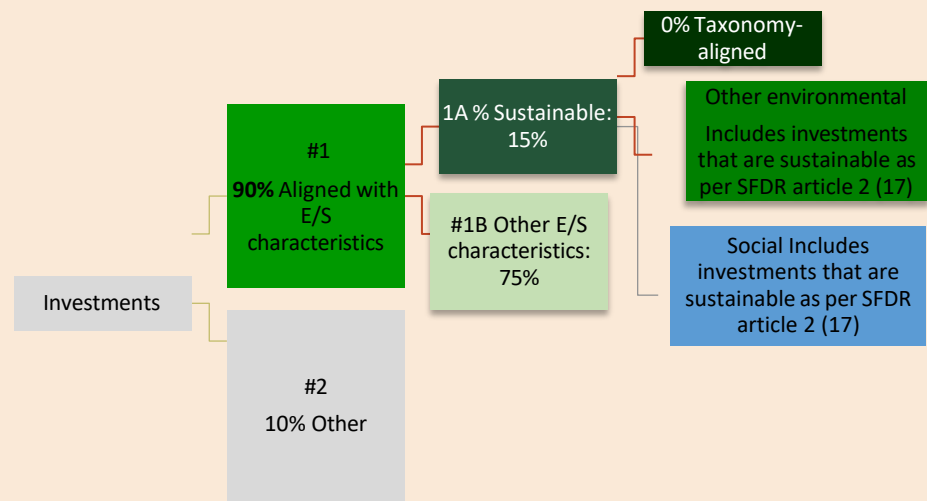 Investments
#1
90% Aligned with
E/S
characteristics
#2
10% Other
1A % Sustainable:
15%
#1B Other E/S
characteristics:
75%
0% Taxonomy-
aligned
Other environmental
Includes investments
that are sustainable as
per SFDR article 2 (17)
Social Includes
investments that are
sustainable as per SFDR
article 2 (17)